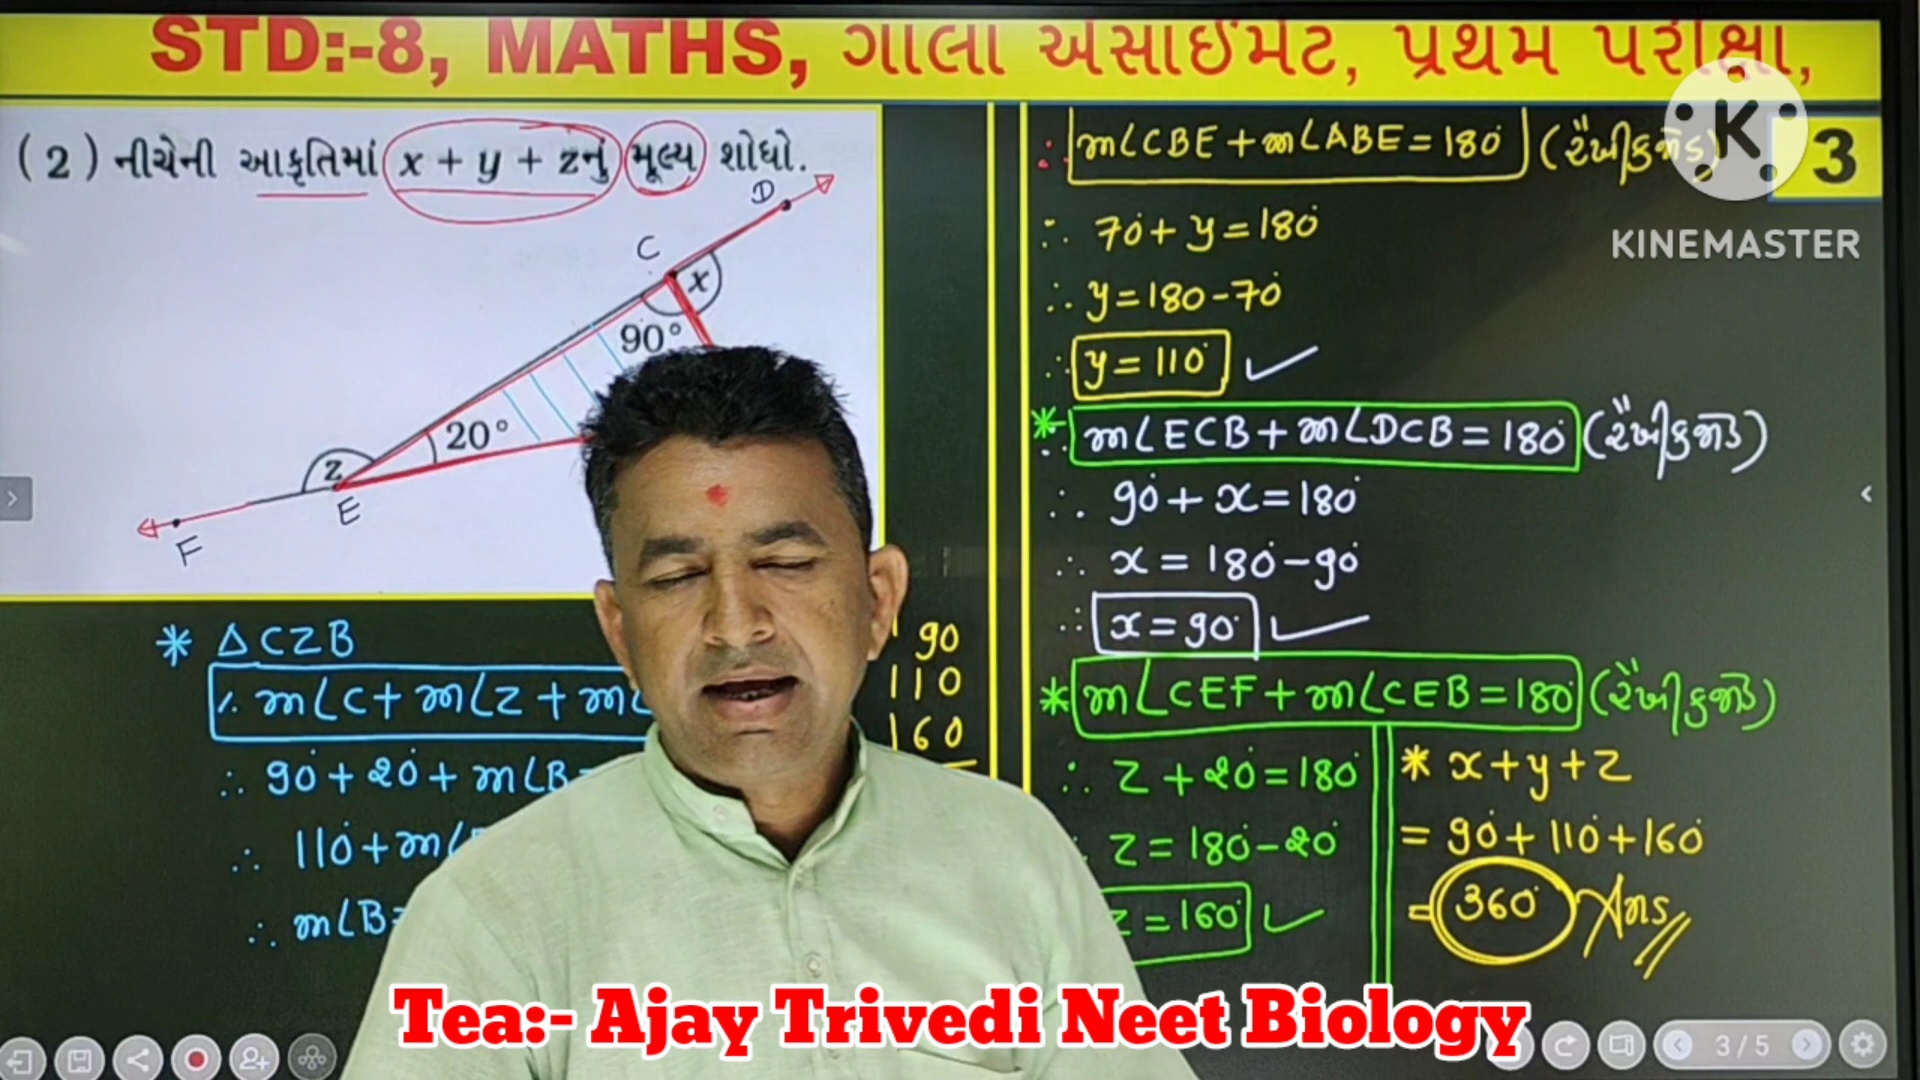 STD:-8, MATHS, ગાલા એસાઈમેંટ, પ્રથમ પરીક્ષા,
(2) નીચેની આકૃતિમાં x + y + zનું મૂલ્ય શોધો.
D
C
x
90°
20°
z
E
F
* ΔCZB
∴ m∠C + m∠Z + m∠
∴ 90° + 20° + m∠B =
∴ 110° + m∠
∴ m∠B =
90
110
160
∴ m∠CBE + m∠ABE = 180°
∴ 70° + y = 180°
∴ y = 180 - 70°
∴ y = 110°
* ∴ m∠ECB + m∠DCB = 180° (રૈખીકજોડ)
∴ 90° + x = 180°
∴ x = 180° - 90°
∴ x = 90°
* m∠CEF + m∠CEB = 180° (રૈખીકજોડ)
∴ z + 20° = 180°
z = 180° - 20°
z = 160°
* x + y + z
= 90° + 110° + 160°
= 360° Ans
3
K
KINEMASTER
Tea:- Ajay Trivedi Neet Biology
3/5